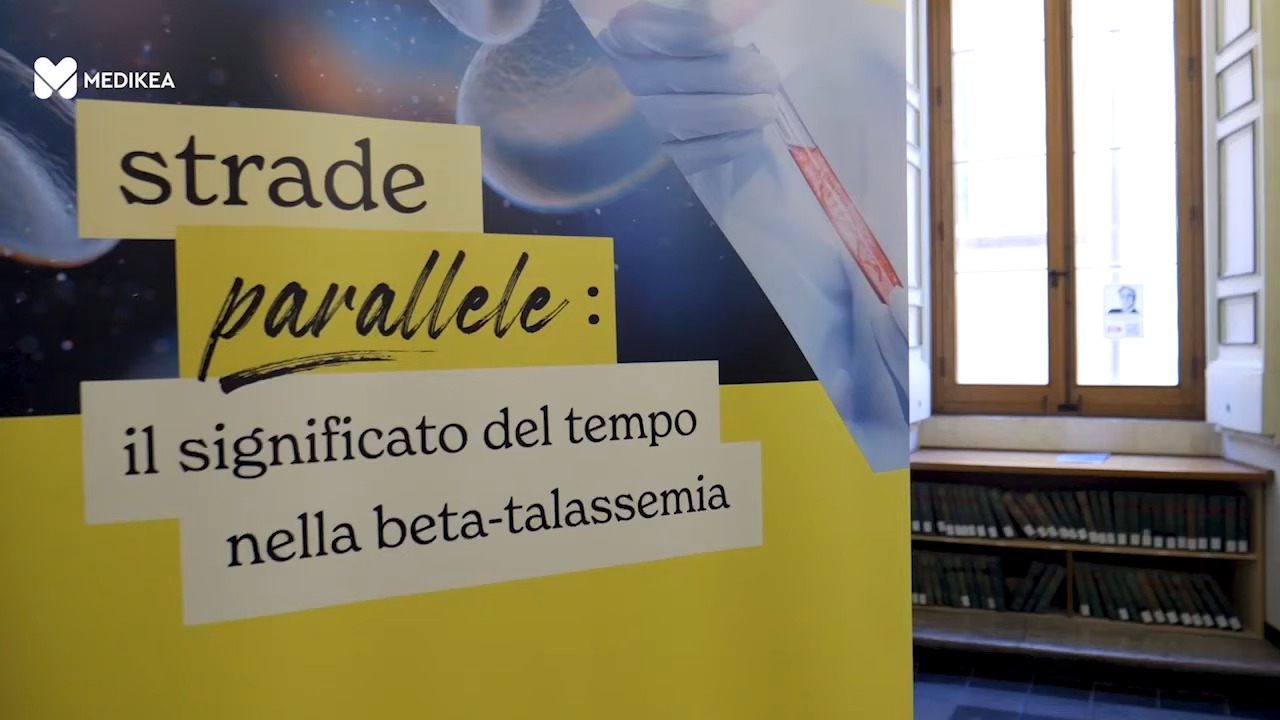 MEDIKEA
strade
parallele :
il significato del tempo
nella beta-talassemia